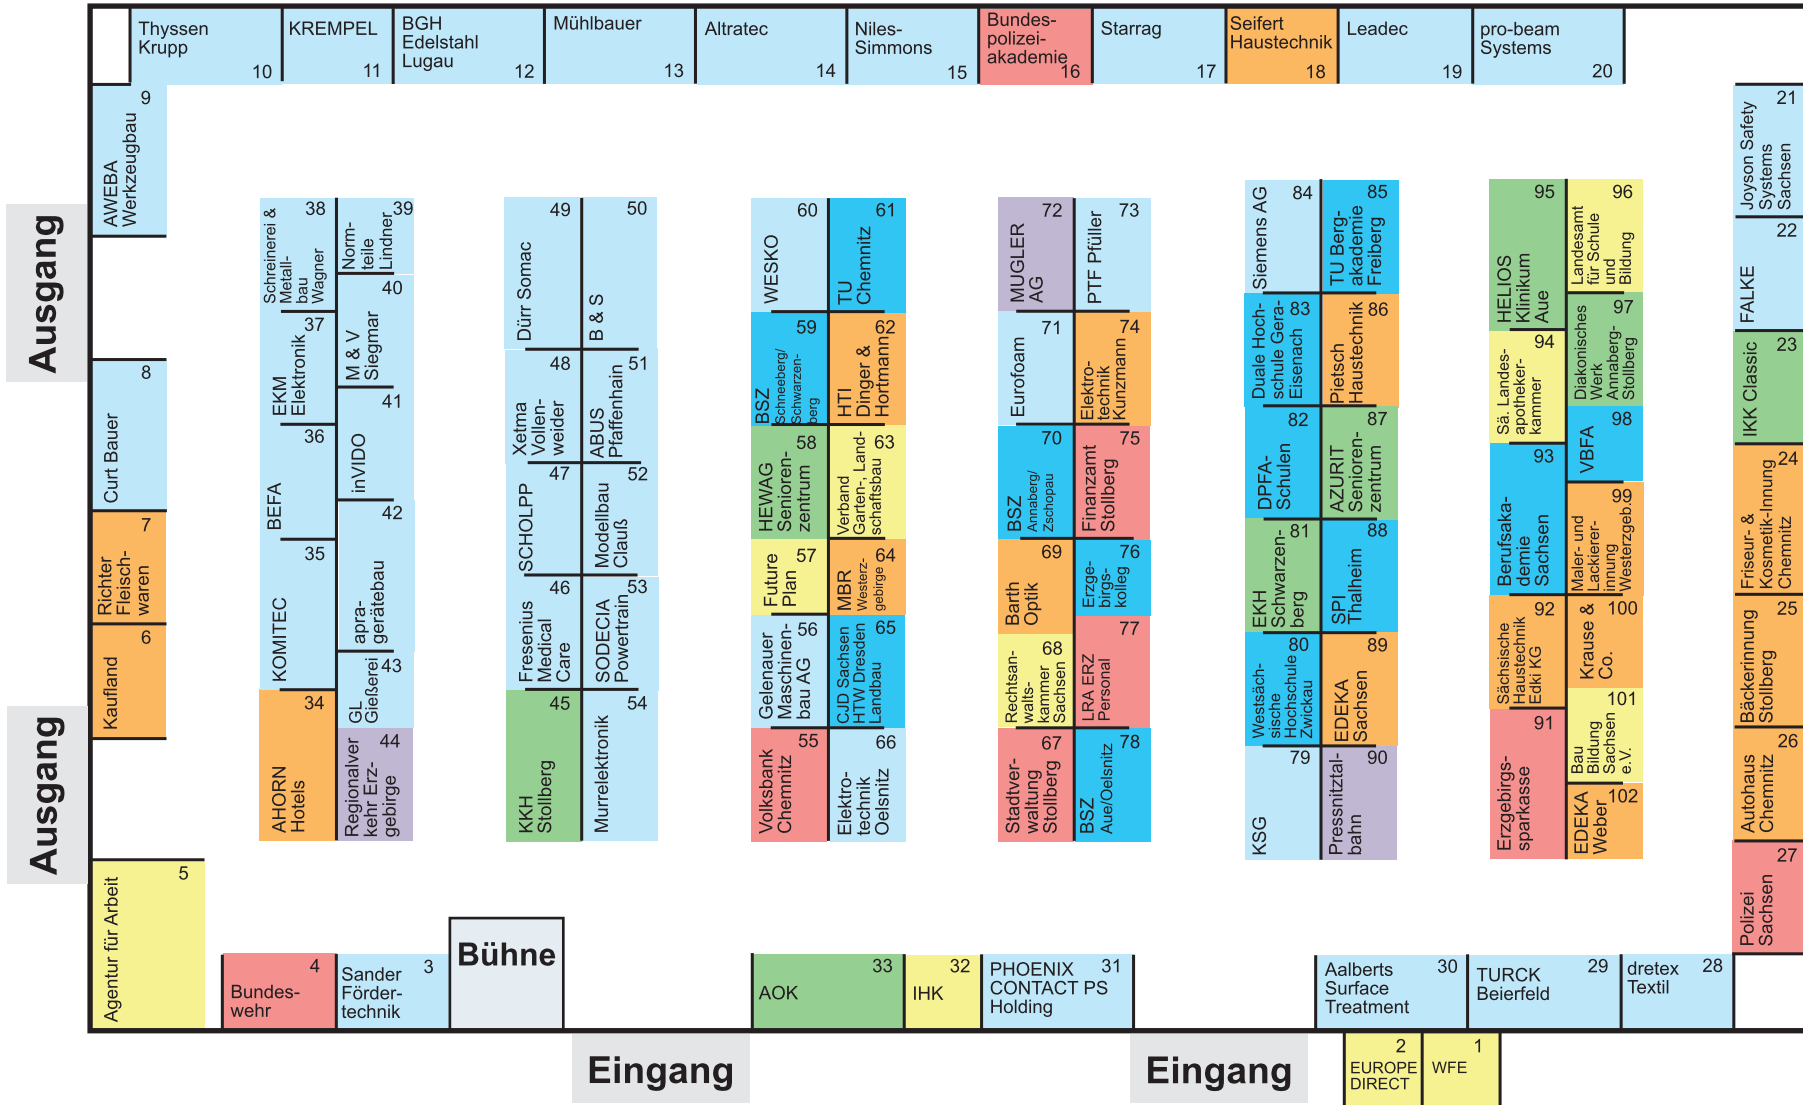 Thyssen
Krupp
10
KREMPEL
11
BGH
Edelstahl
Lugau
12
Mühlbauer
13
Altratec
14
Niles-
Simmons
15
Bundes-
polizei-
akademie
16
Starrag
17
Seifert
Haustechnik
18
Leadec
19
pro-beam
Systems
20
9
AWEBA
Werkzeugbau
Ausgang
8
Curt Bauer
7
Richter
Fleisch-
waren
6
Kaufland
Ausgang
5
Agentur für Arbeit
38
Schreinerei &
Metall-
bau
Wagner
37
EKM
Elektronik
36
BEFA
35
KOMITEC
34
AHORN
Hotels
39
Norm-
teile
Lindner
40
M & V
Siegmar
41
inVIDO
42
apra-
gerätebau
43
GL
Gießerei
44
Regionalver
kehr Erz-
gebirge
49
Dürr Somac
48
Xetma
Vollen-
weider
47
SCHOLPP
46
Fresenius
Medical
Care
45
KKH
Stollberg
50
B & S
51
ABUS
Pfaffenhain
52
Modellbau
Clauß
53
SODECIA
Powertrain
54
Murrelektronik
60
WESKO
59
BSZ
Schneeberg/
Schwarzen-
berg
58
HEWAG
Senioren-
zentrum
57
Future
Plan
56
Gelenauer
Maschinen-
bau AG
55
Volksbank
Chemnitz
61
TU
Chemnitz
62
HTI
Dinger &
Hortmann
63
Verband
Garten-, Land-
schaftsbau
64
MBR
Westerz-
gebirge
65
CJD Sachsen
HTW Dresden
Landbau
66
Elektro-
technik
Oelsnitz
72
MUGLER
AG
71
Eurofoam
70
BSZ
Annaberg/
Zschopau
69
Barth
Optik
68
Rechtsan-
walts-
kammer
Sachsen
67
Stadtver-
waltung
Stollberg
73
PTF Pfüller
74
Elektro-
technik
Kunzmann
75
Finanzamt
Stollberg
76
Erzge-
birgs-
kolleg
77
LRA ERZ
Personal
78
BSZ
Aue/Oelsnitz
84
Siemens AG
83
Duale Hoch-
schule Gera-
Eisenach
82
DPFA-
Schulen
81
EKH
Schwarzen-
berg
80
Westsäch-
sische
Hochschule
Zwickau
79
KSG
85
TU Berg-
akademie
Freiberg
86
Pietsch
Haustechnik
87
AZURIT
Senioren-
zentrum
88
SPI
Thalheim
89
EDEKA
Sachsen
90
Pressnitztal-
bahn
95
HELIOS
Klinikum
Aue
94
Sä. Landes-
apotheker-
kammer
93
Berufsaka-
demie
Sachsen
92
Sächsische
Haustechnik
Edki KG
91
Erzgebirgs-
sparkasse
96
Landesamt
für Schule
und
Bildung
97
Diakonisches
Werk
Annaberg-
Stollberg
98
VBFA
99
Maler- und
Lackierer-
innung
Westerzgeb.
100
Krause &
Co.
101
Bau
Bildung
Sachsen
e.V.
102
EDEKA
Weber
21
Joyson Safety
Systems
Sachsen
22
FALKE
23
IKK Classic
24
Friseur- &
Kosmetik-Innung
Chemnitz
25
Bäckerinnung
Stollberg
26
Autohaus
Chemnitz
27
Polizei
Sachsen
4
Bundes-
wehr
3
Sander
Förder-
technik
Bühne
33
AOK
32
IHK
31
PHOENIX
CONTACT PS
Holding
30
Aalberts
Surface
Treatment
29
TURCK
Beierfeld
28
dretex
Textil
Eingang
Eingang
2
EUROPE
DIRECT
1
WFE